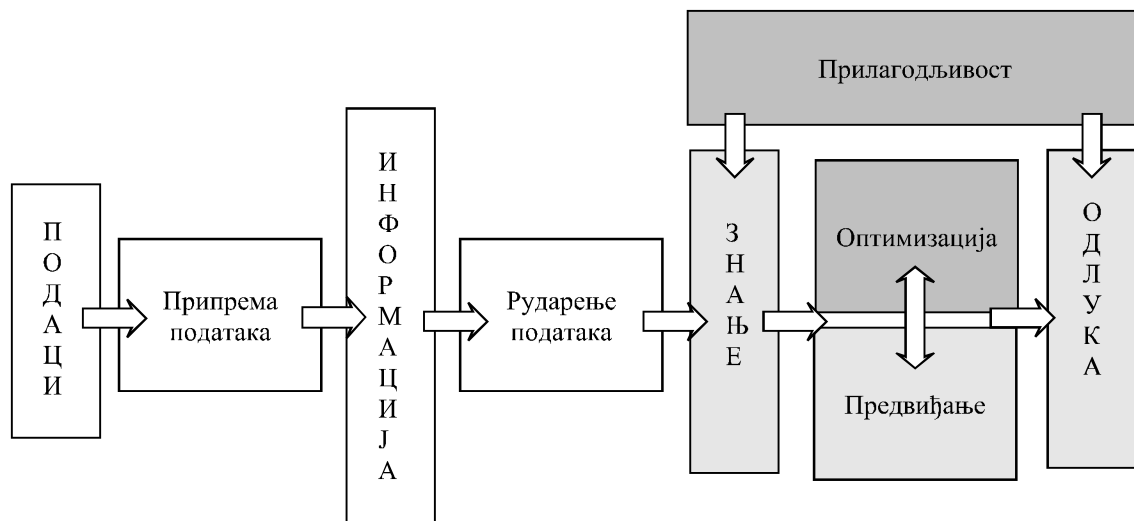 Прилагодљивост
ПОДАЦИ
Припрема
података
ИНФОРМАЦИЈА
Рударење
података
ЗНАЊЕ
Оптимизација
Предвиђање
ОДЛУКА